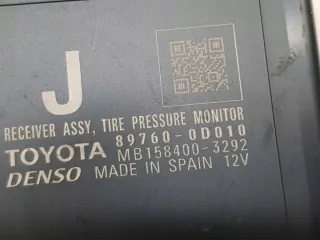 J
RECEIVER ASSY, TIRE PRESSURE MONITOR
TOYOTA 89760-0D010
MB158400-3292
DENSO MADE IN SPAIN 12V